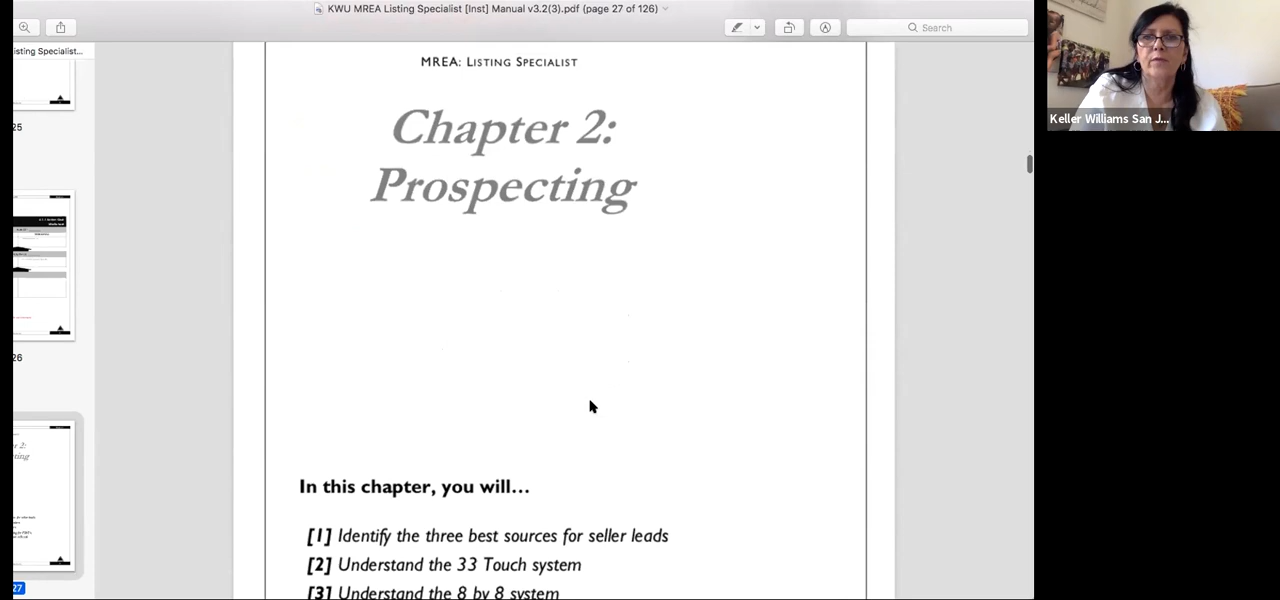 KWU MREA Listing Specialist [Inst] Manual v3.2(3).pdf (page 27 of 126)
Search
isting Specialist...
25
26
27
MREA: LISTING SPECIALIST
Chapter 2:
Prospecting
In this chapter, you will...
[1] Identify the three best sources for seller leads
[2] Understand the 33 Touch system
[3] Understand the 8 by 8 system
Keller Williams San J...